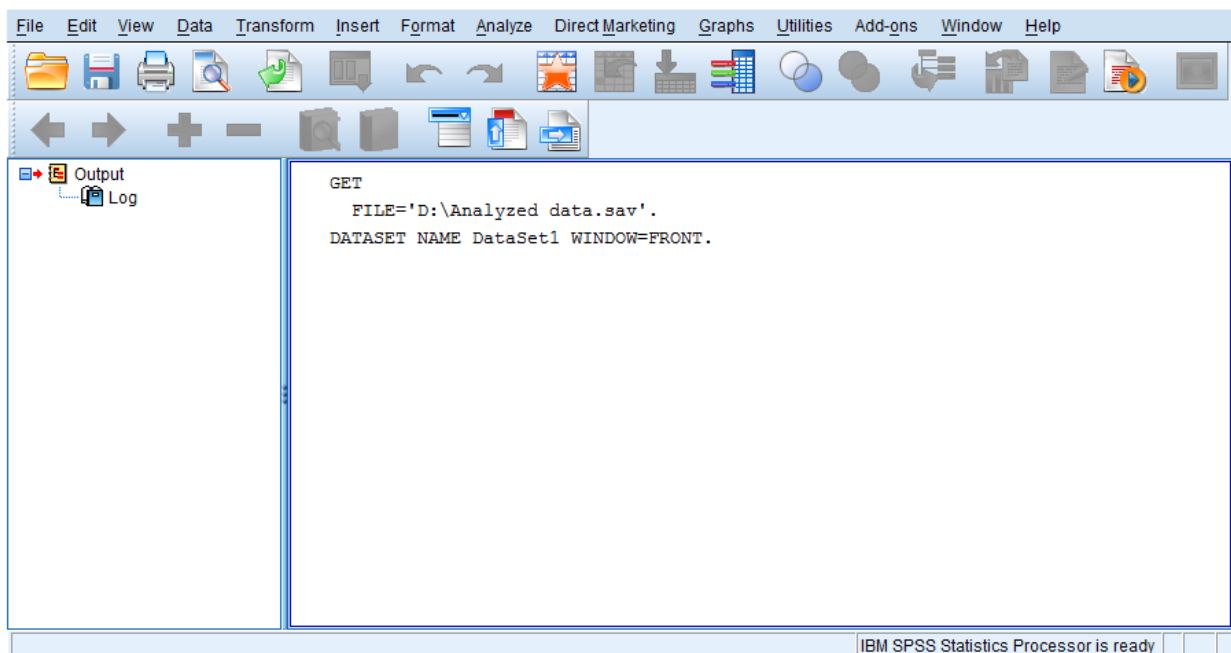 File Edit View Data Transform Insert Format Analyze Direct Marketing Graphs Utilities Add-ons Window Help
Output
Log
GET
FILE='D:\Analyzed data.sav'.
DATASET NAME DataSet1 WINDOW=FRONT.
IBM SPSS Statistics Processor is ready